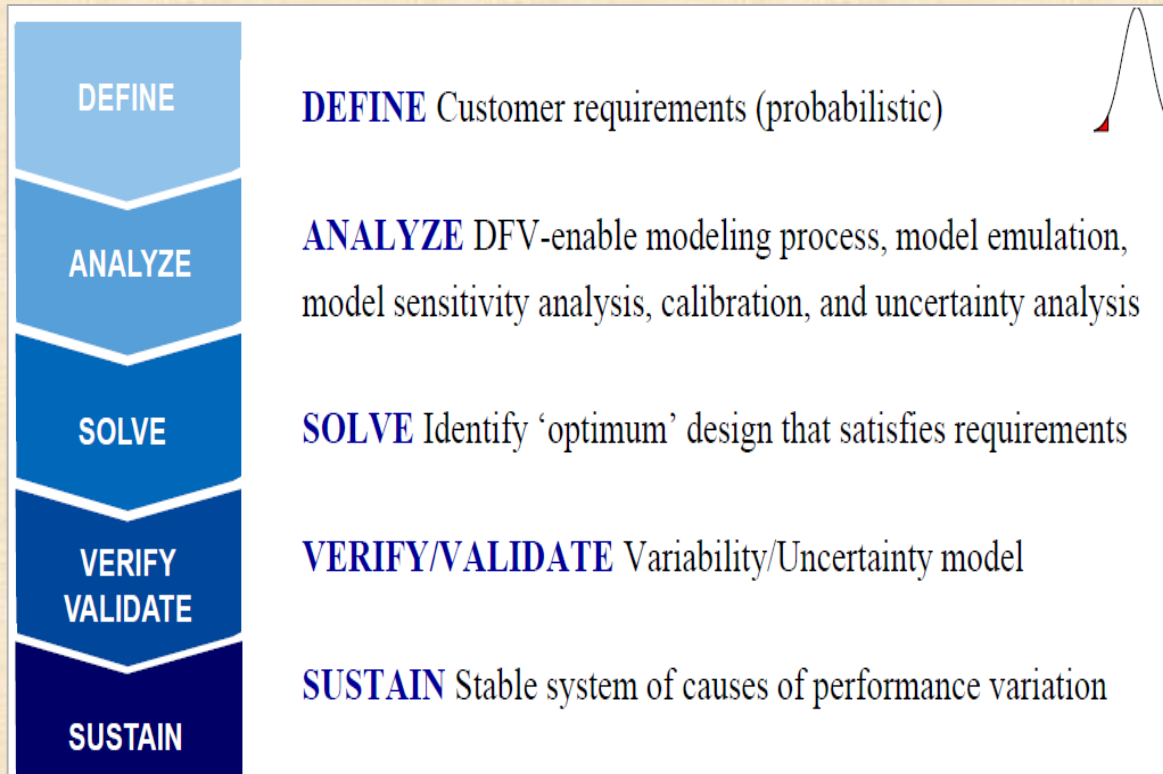 DEFINE
DEFINE Customer requirements (probabilistic)
ANALYZE
ANALYZE DFV-enable modeling process, model emulation,
model sensitivity analysis, calibration, and uncertainty analysis
SOLVE
SOLVE Identify ‘optimum’ design that satisfies requirements
VERIFY
VALIDATE
VERIFY/VALIDATE Variability/Uncertainty model
SUSTAIN
SUSTAIN Stable system of causes of performance variation